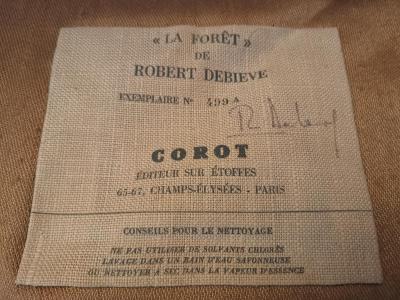 « LA FORÊT »
DE
ROBERT DEBIEVE
EXEMPLAIRE Nº 499 A
R. Debieve
COROT
ÉDITEUR SUR ÉTOFFES
65-67, CHAMPS-ÉLYSÉES - PARIS
CONSEILS POUR LE NETTOYAGE
NE PAS UTILISER DE SOLVANTS CHLORÉS
LAVAGE DANS UN BAIN D'EAU SAVONNEUSE
OU NETTOYER A SEC DANS LA VAPEUR D'ESSENCE